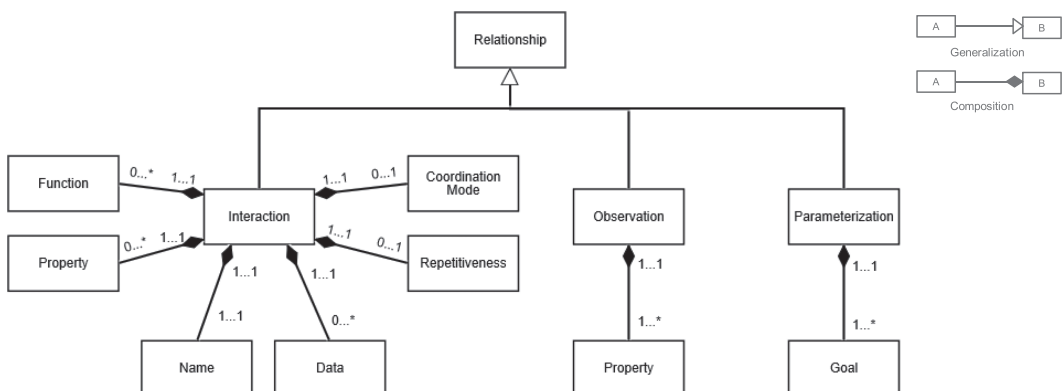 Relationship
A
B
Generalization
A
B
Composition
Function
0...*
1...1
1...1
0...1
Coordination
Mode
Interaction
Observation
Parameterization
Property
0...*
1...1
1...1
0...1
Repetitiveness
1...1
1...1
1...1
1...1
1...1
0...*
1...*
1...*
Name
Data
Property
Goal